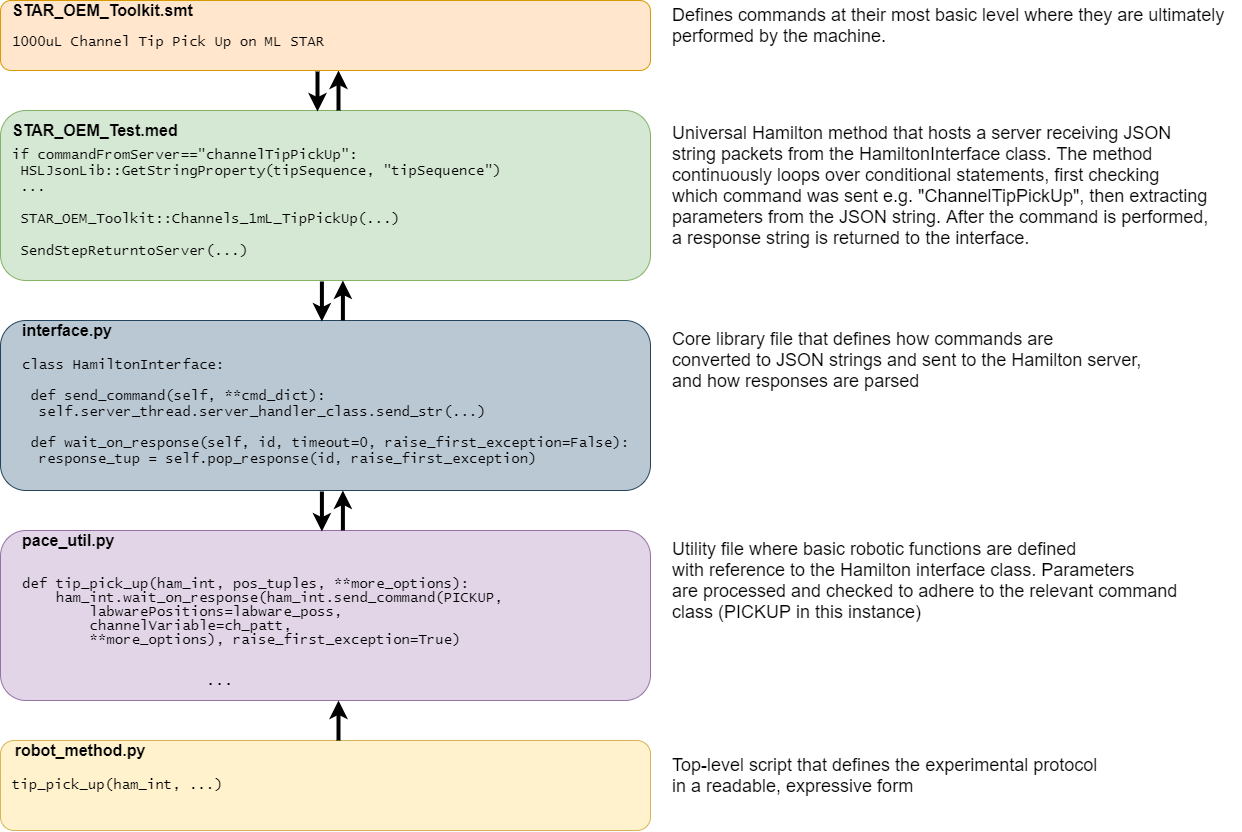 STAR_OEM_Toolkit.smt
1000uL Channel Tip Pick Up on ML STAR
Defines commands at their most basic level where they are ultimately
performed by the machine.
STAR_OEM_Test.med
if commandFromServer=="channelTipPickUp":
HSLJsonLib::GetStringProperty(tipSequence, "tipSequence")
...
STAR_OEM_Toolkit::Channels_1mL_TipPickUp(...)
SendStepReturntoServer(...)
Universal Hamilton method that hosts a server receiving JSON
string packets from the HamiltonInterface class. The method
continuously loops over conditional statements, first checking
which command was sent e.g. "ChannelTipPickUp", then extracting
parameters from the JSON string. After the command is performed,
a response string is returned to the interface.
interface.py
class HamiltonInterface:
def send_command(self, **cmd_dict):
self.server_thread.server_handler_class.send_str(...)
def wait_on_response(self, id, timeout=0, raise_first_exception=False):
response_tup = self.pop_response(id, raise_first_exception)
Core library file that defines how commands are
converted to JSON strings and sent to the Hamilton server,
and how responses are parsed
pace_util.py
def tip_pick_up(ham_int, pos_tuples, **more_options):
ham_int.wait_on_response(ham_int.send_command(PICKUP,
labwarePositions=labware_poss,
channelVariable=ch_patt,
**more_options), raise_first_exception=True)
...
Utility file where basic robotic functions are defined
with reference to the Hamilton interface class. Parameters
are processed and checked to adhere to the relevant command
class (PICKUP in this instance)
robot_method.py
tip_pick_up(ham_int, ...)
Top-level script that defines the experimental protocol
in a readable, expressive form